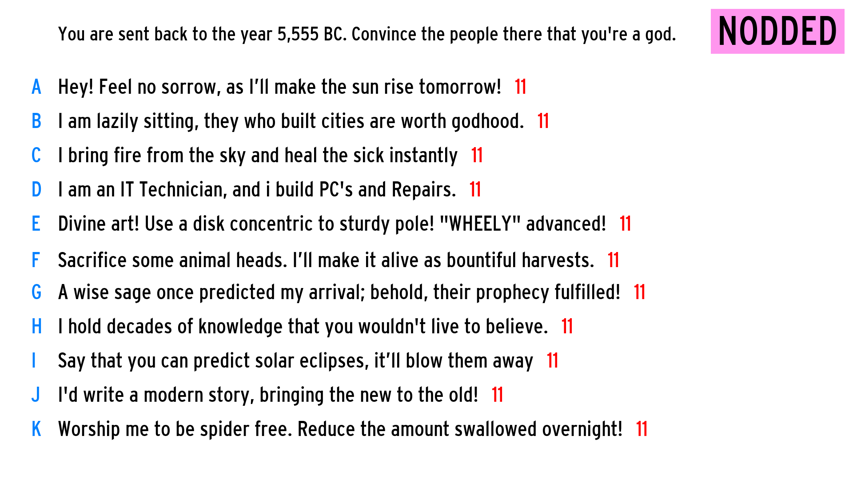 You are sent back to the year 5,555 BC. Convince the people there that you're a god.
NODDED
A Hey! Feel no sorrow, as I’ll make the sun rise tomorrow! 11
B I am lazily sitting, they who built cities are worth godhood. 11
C I bring fire from the sky and heal the sick instantly 11
D I am an IT Technician, and i build PC's and Repairs. 11
E Divine art! Use a disk concentric to sturdy pole! "WHEELY" advanced! 11
F Sacrifice some animal heads. I’ll make it alive as bountiful harvests. 11
G A wise sage once predicted my arrival; behold, their prophecy fulfilled! 11
H I hold decades of knowledge that you wouldn't live to believe. 11
I Say that you can predict solar eclipses, it’ll blow them away 11
J I'd write a modern story, bringing the new to the old! 11
K Worship me to be spider free. Reduce the amount swallowed overnight! 11